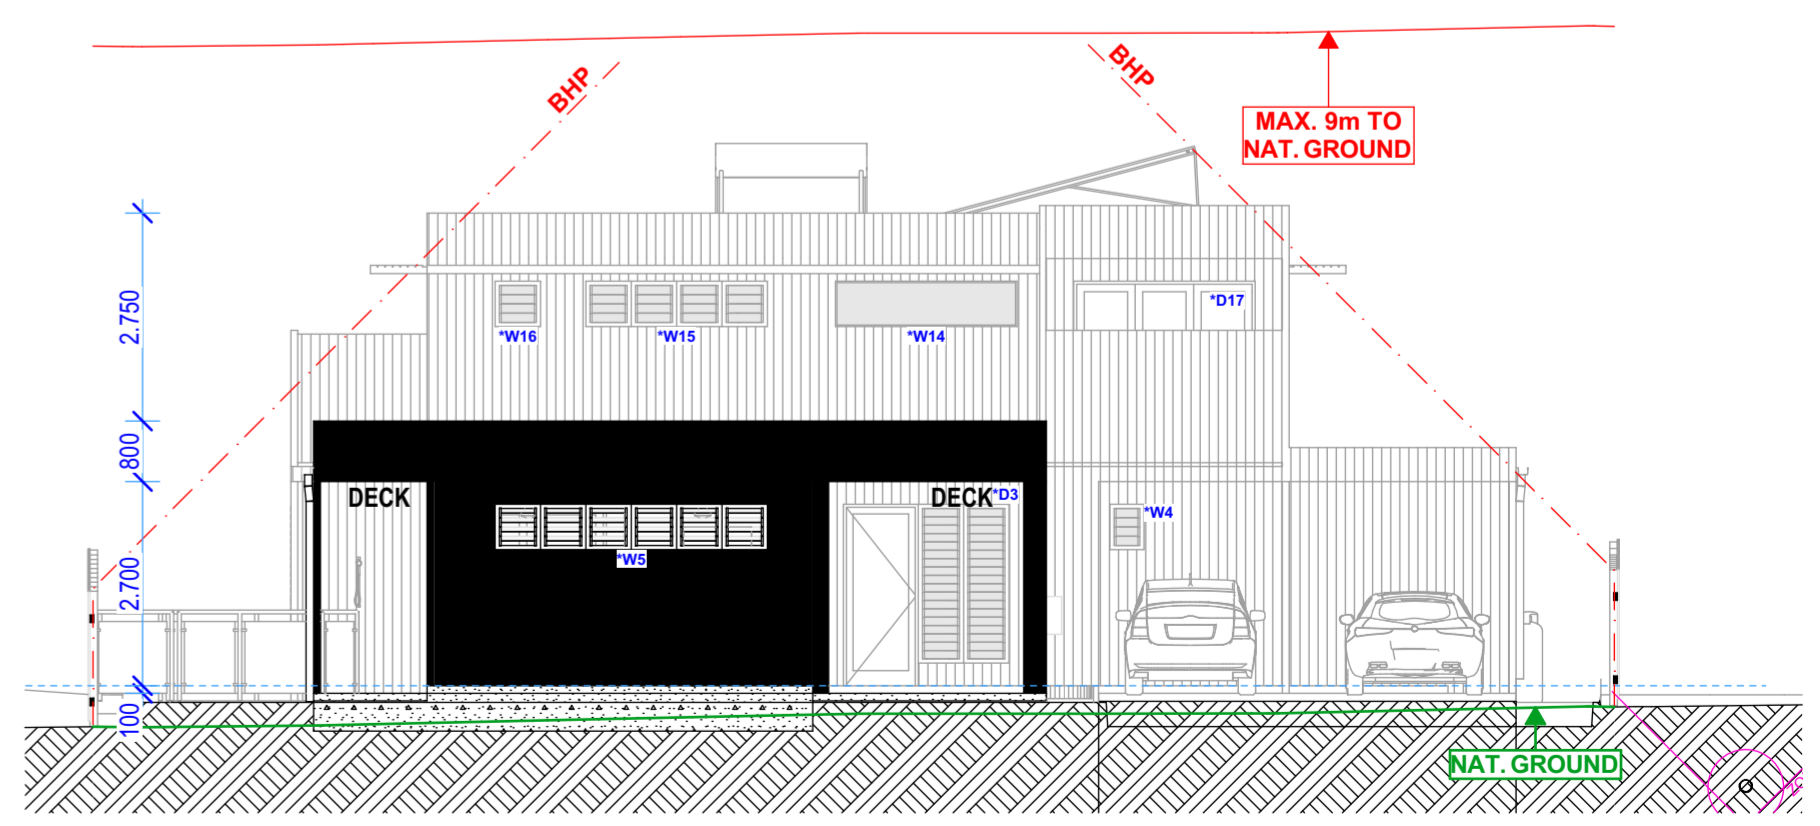 BHP
BHP
MAX. 9m TO
NAT. GROUND
2.750
*D17
*W16
*W15
*W14
.800
DECK
DECK
*D3
*W4
*W5
2.700
.100
NAT. GROUND